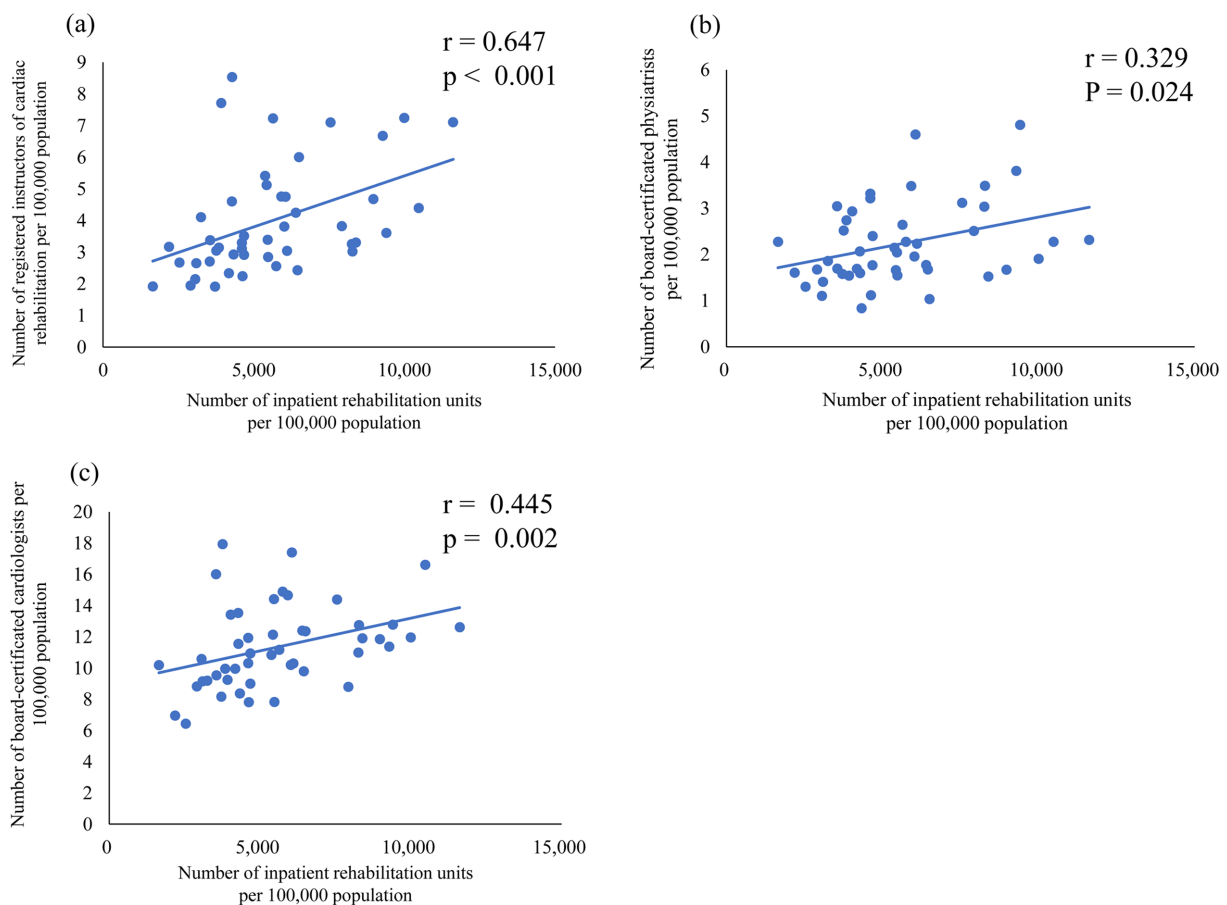 (a)
r = 0.647
p < 0.001
Number of registered instructors of cardiac
rehabilitation per 100,000 population
9
8
7
6
5
4
3
2
1
0
0
5,000
10,000
15,000
Number of inpatient rehabilitation units
per 100,000 population
(b)
r = 0.329
P = 0.024
Number of board-certificated physiatrists
per 100,000 population
6
5
4
3
2
1
0
0
5,000
10,000
15,000
Number of inpatient rehabilitation units
per 100,000 population
(c)
r = 0.445
p = 0.002
Number of board-certificated cardiologists per
100,000 population
20
18
16
14
12
10
8
6
4
2
0
0
5,000
10,000
15,000
Number of inpatient rehabilitation units
per 100,000 population